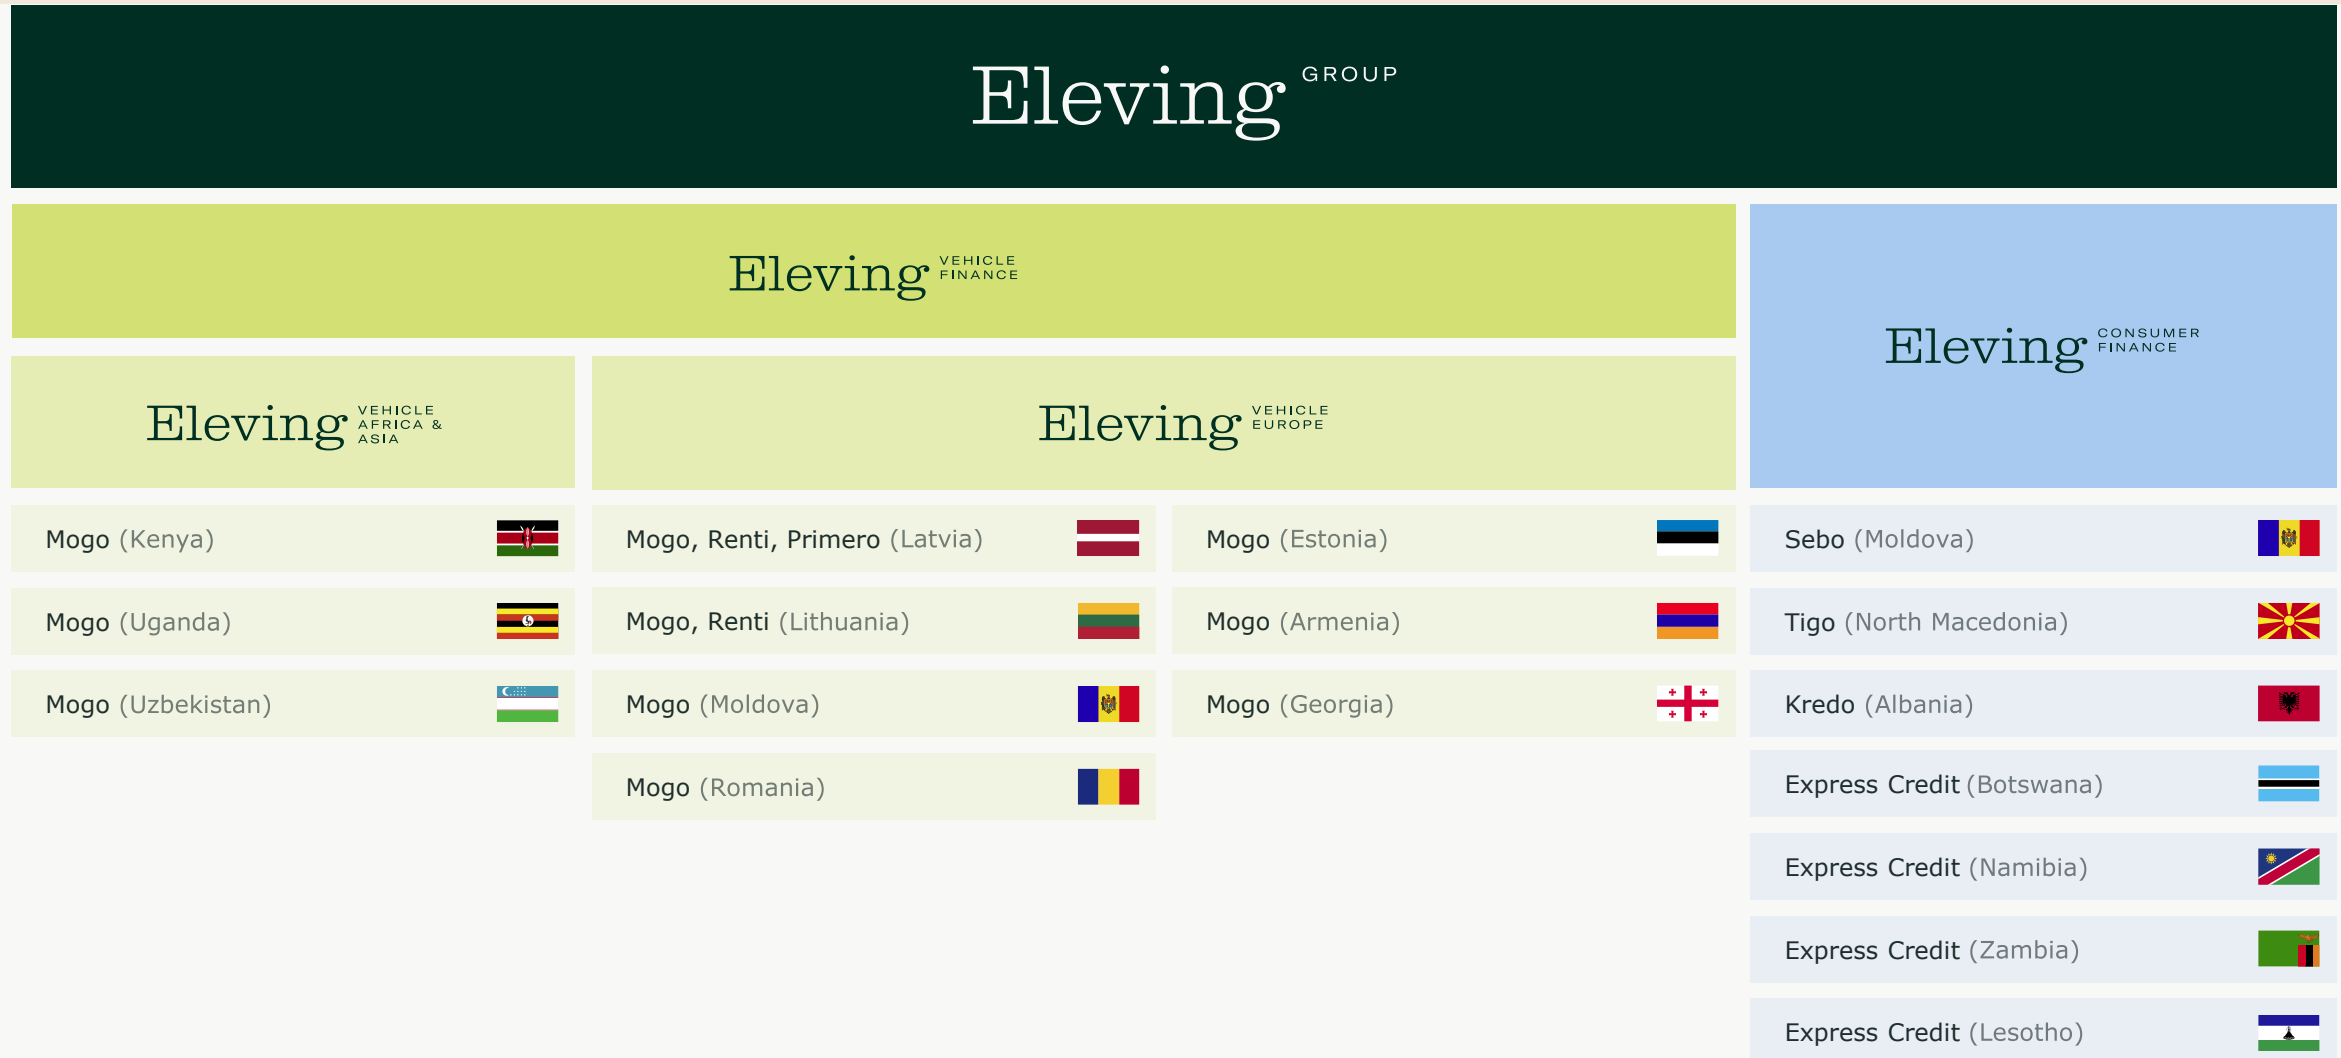 Eleving GROUP
Eleving VEHICLE
FINANCE
Eleving CONSUMER
FINANCE
Eleving VEHICLE
AFRICA &
ASIA
Eleving VEHICLE
EUROPE
Mogo (Kenya)
Mogo (Uganda)
Mogo (Uzbekistan)
Mogo, Renti, Primero (Latvia)
Mogo, Renti (Lithuania)
Mogo (Moldova)
Mogo (Romania)
Mogo (Estonia)
Mogo (Armenia)
Mogo (Georgia)
Sebo (Moldova)
Tigo (North Macedonia)
Kredo (Albania)
Express Credit (Botswana)
Express Credit (Namibia)
Express Credit (Zambia)
Express Credit (Lesotho)